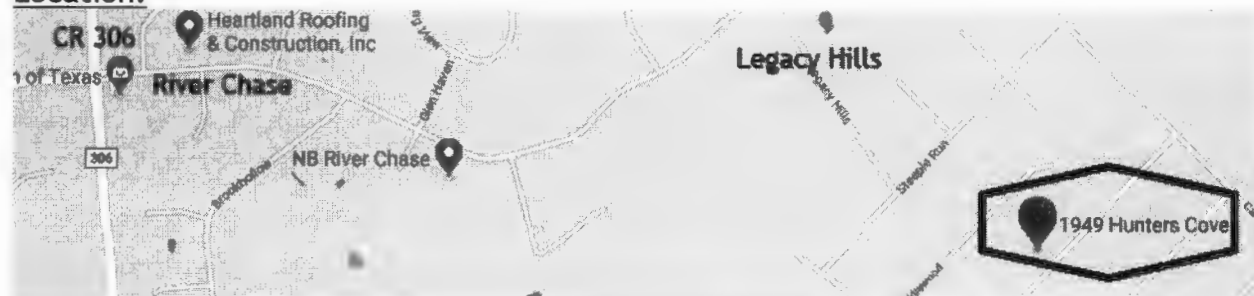 Location:
Heartland Roofing
& Construction, Inc
CR 306
of Texas
River Chase
Legacy Hills
Glen Haven
Legacy Hills
306
NB River Chase
Brookhollow
Steeple Run
1949 Hunters Cove